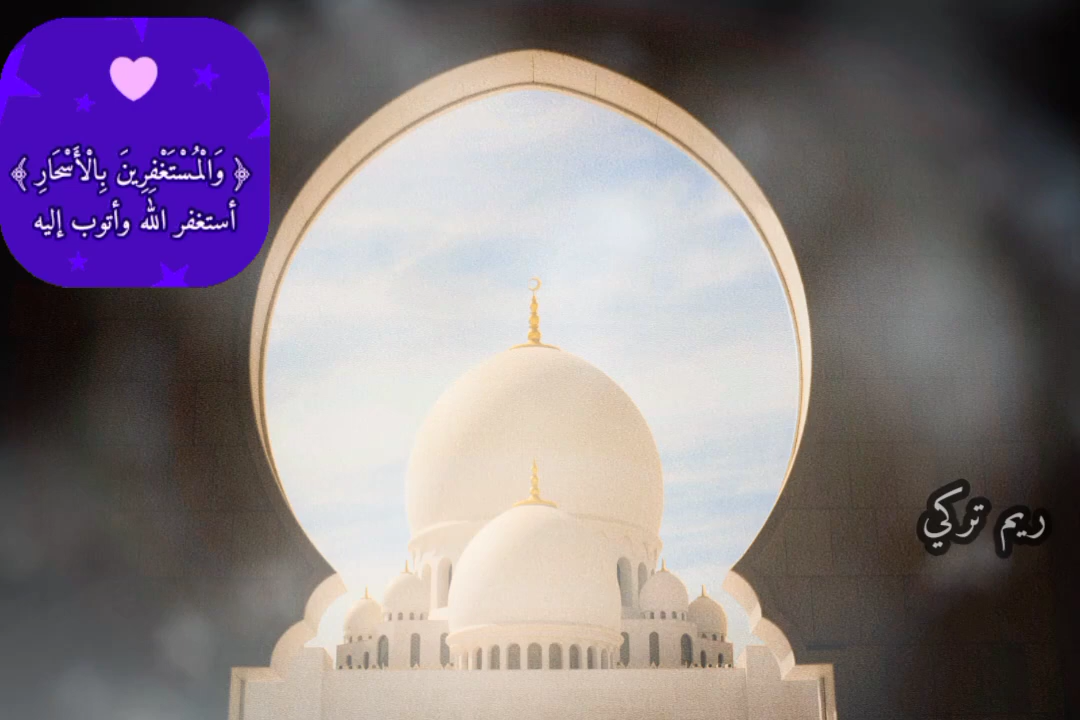 ﴿ وَالْمُسْتَغْفِرِينَ بِالْأَسْحَارِ ﴾
أستغفر الله وأتوب إليه
ريم تركي